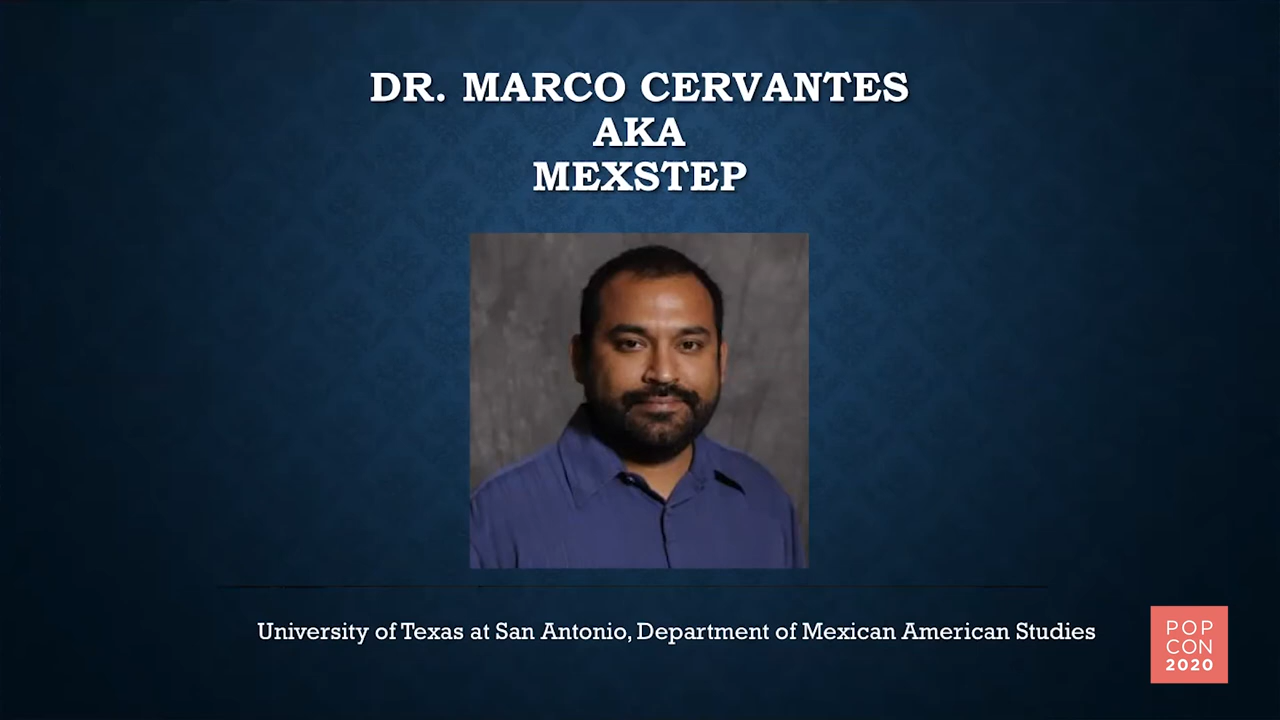 DR. MARCO CERVANTES
AKA
MEXSTEP
University of Texas at San Antonio, Department of Mexican American Studies
POP
CON
2020